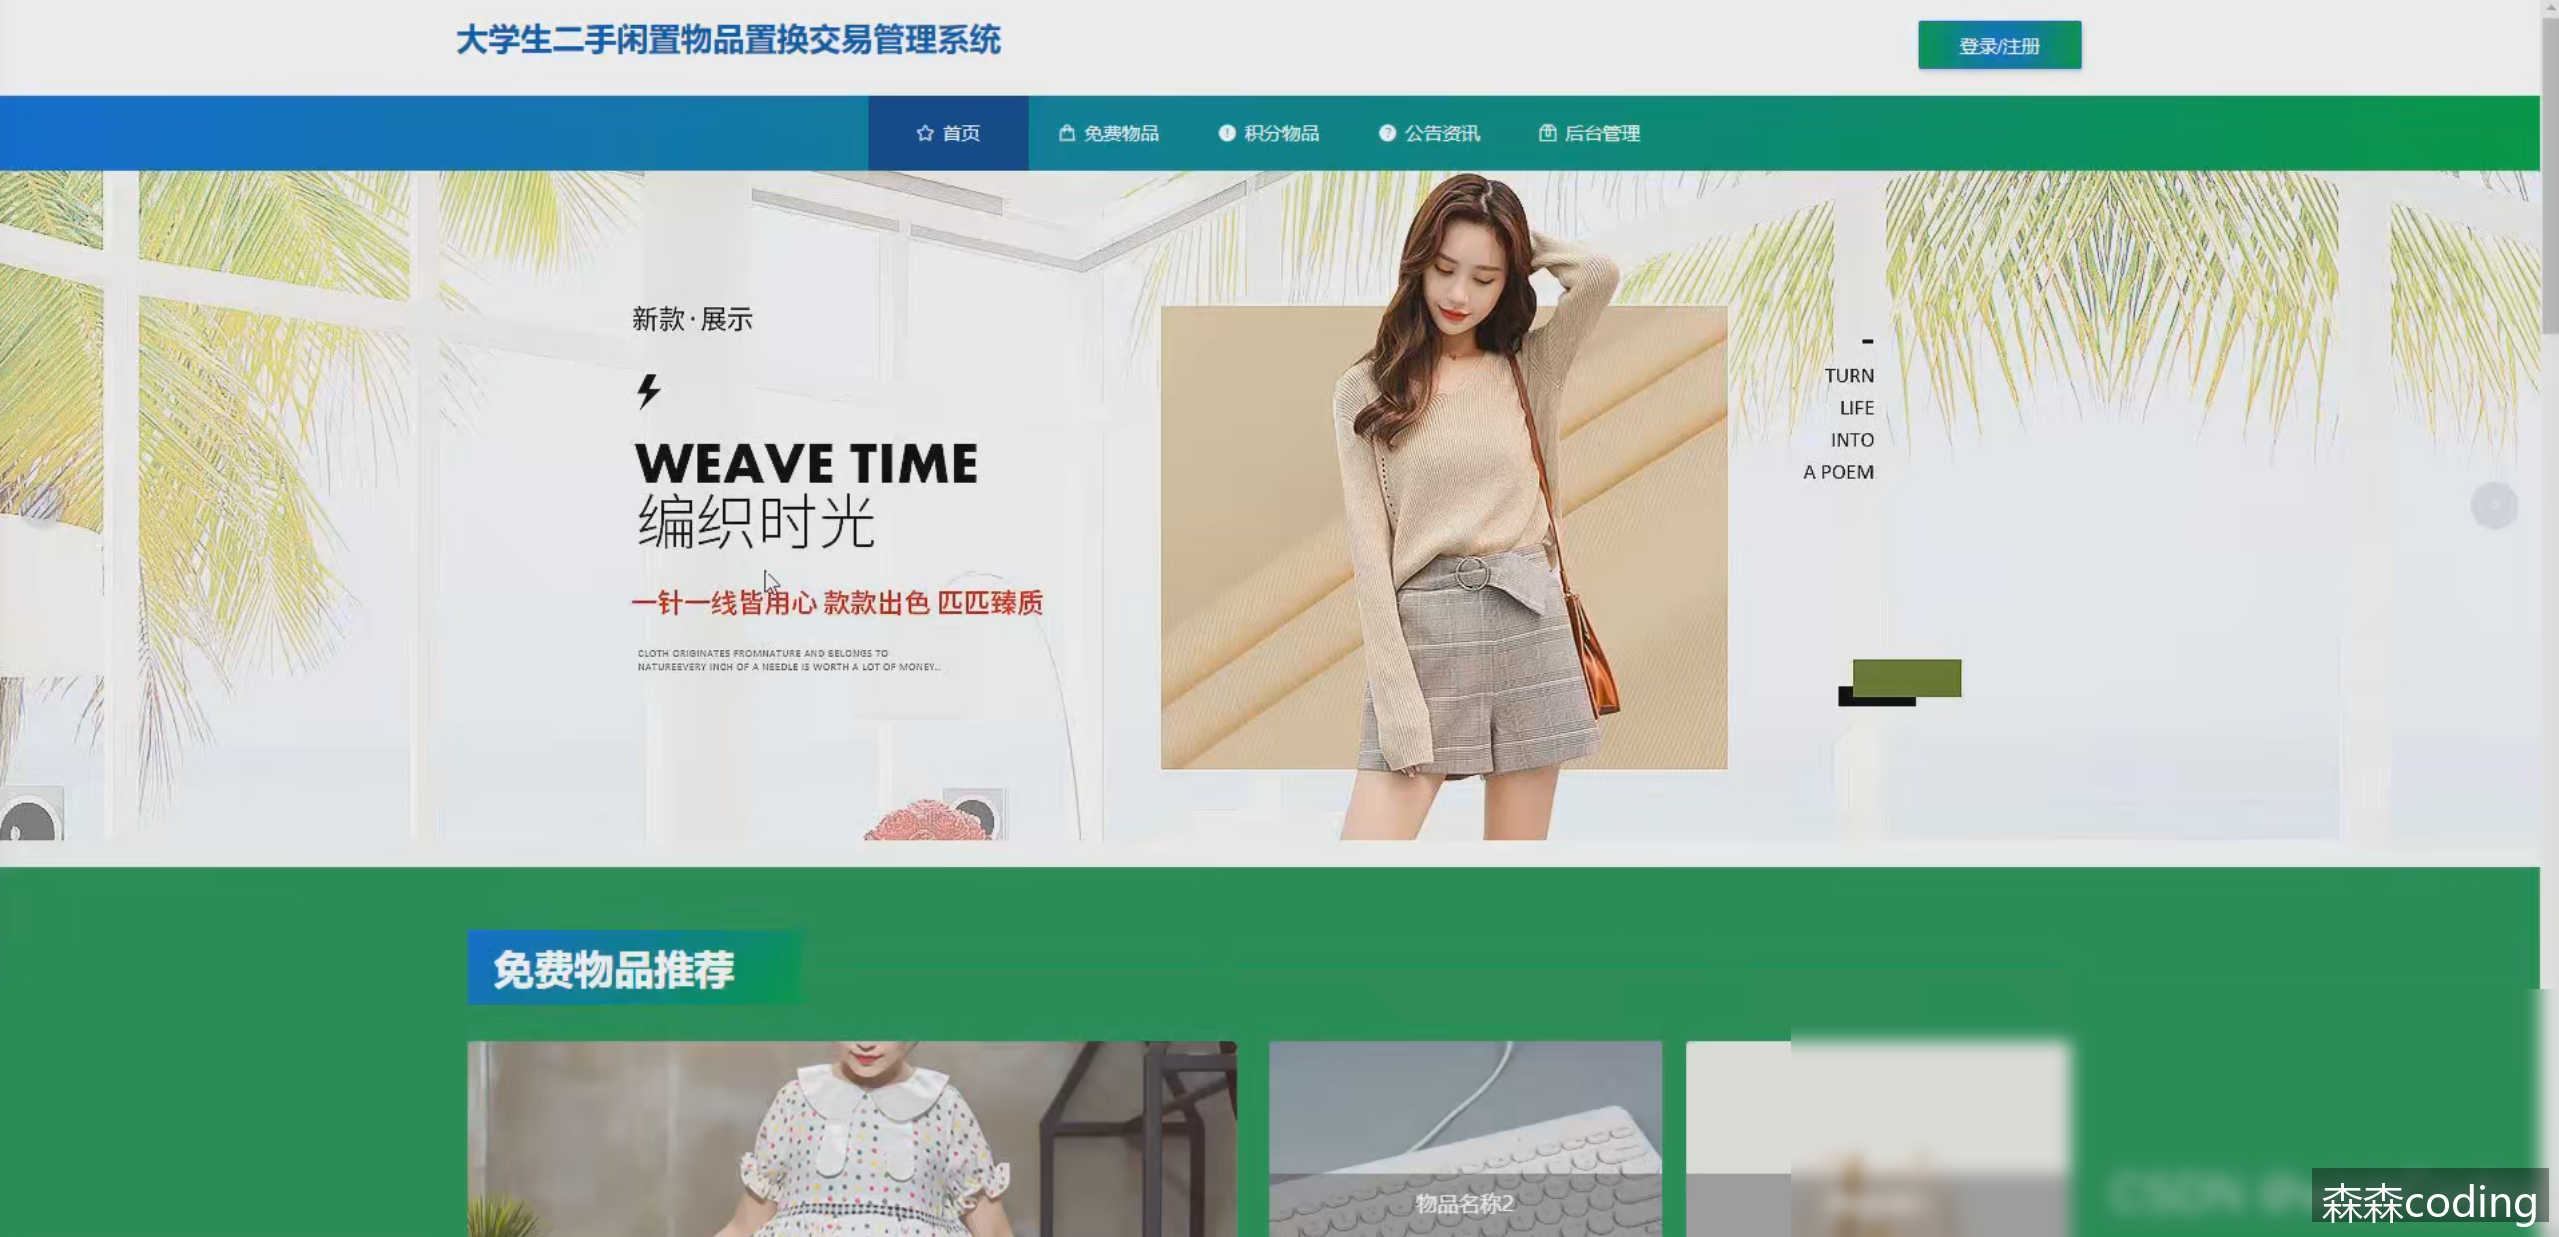 大学生二手闲置物品置换交易管理系统
登录/注册
首页
免费物品
积分物品
公告资讯
后台管理
新款·展示
WEAVE TIME
编织时光
一针一线皆用心 款款出色 匹匹臻质
CLOTH ORIGINATES FROMNATURE AND BELONGS TO
NATUREEVERY INCH OF A NEEDLE IS WORTH A LOT OF MONEY..
TURN
LIFE
INTO
A POEM
免费物品推荐
物品名称2
森森coding